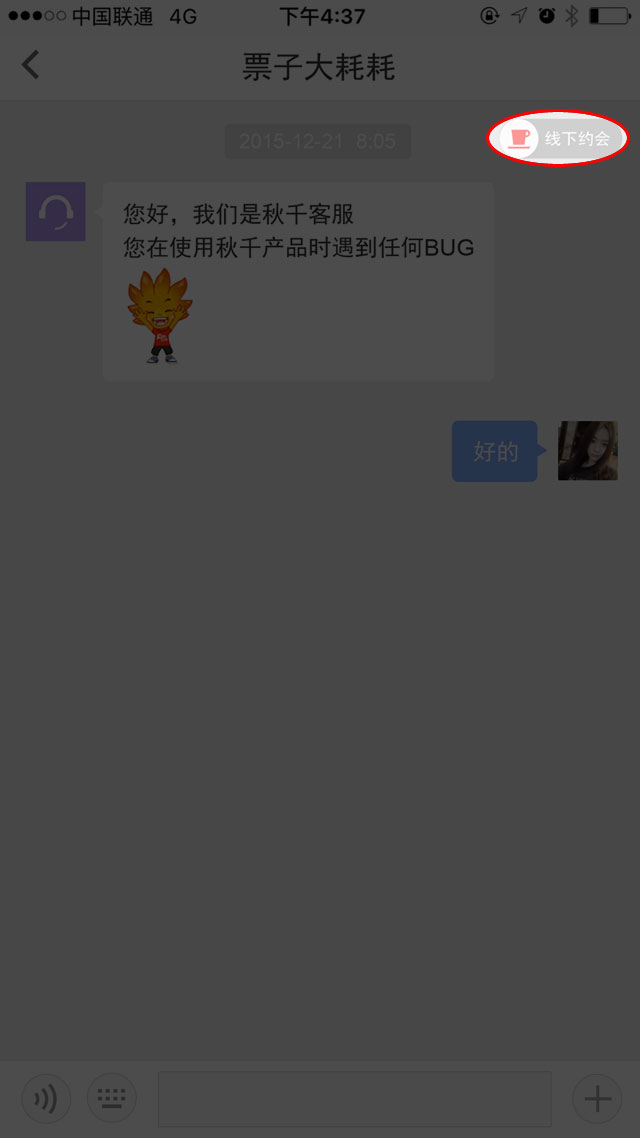 中国联通 4G 下午4:37
票子大耗耗
2015-12-21 8:05
线下约会
您好，我们是秋千客服
您在使用秋千产品时遇到任何BUG
好的